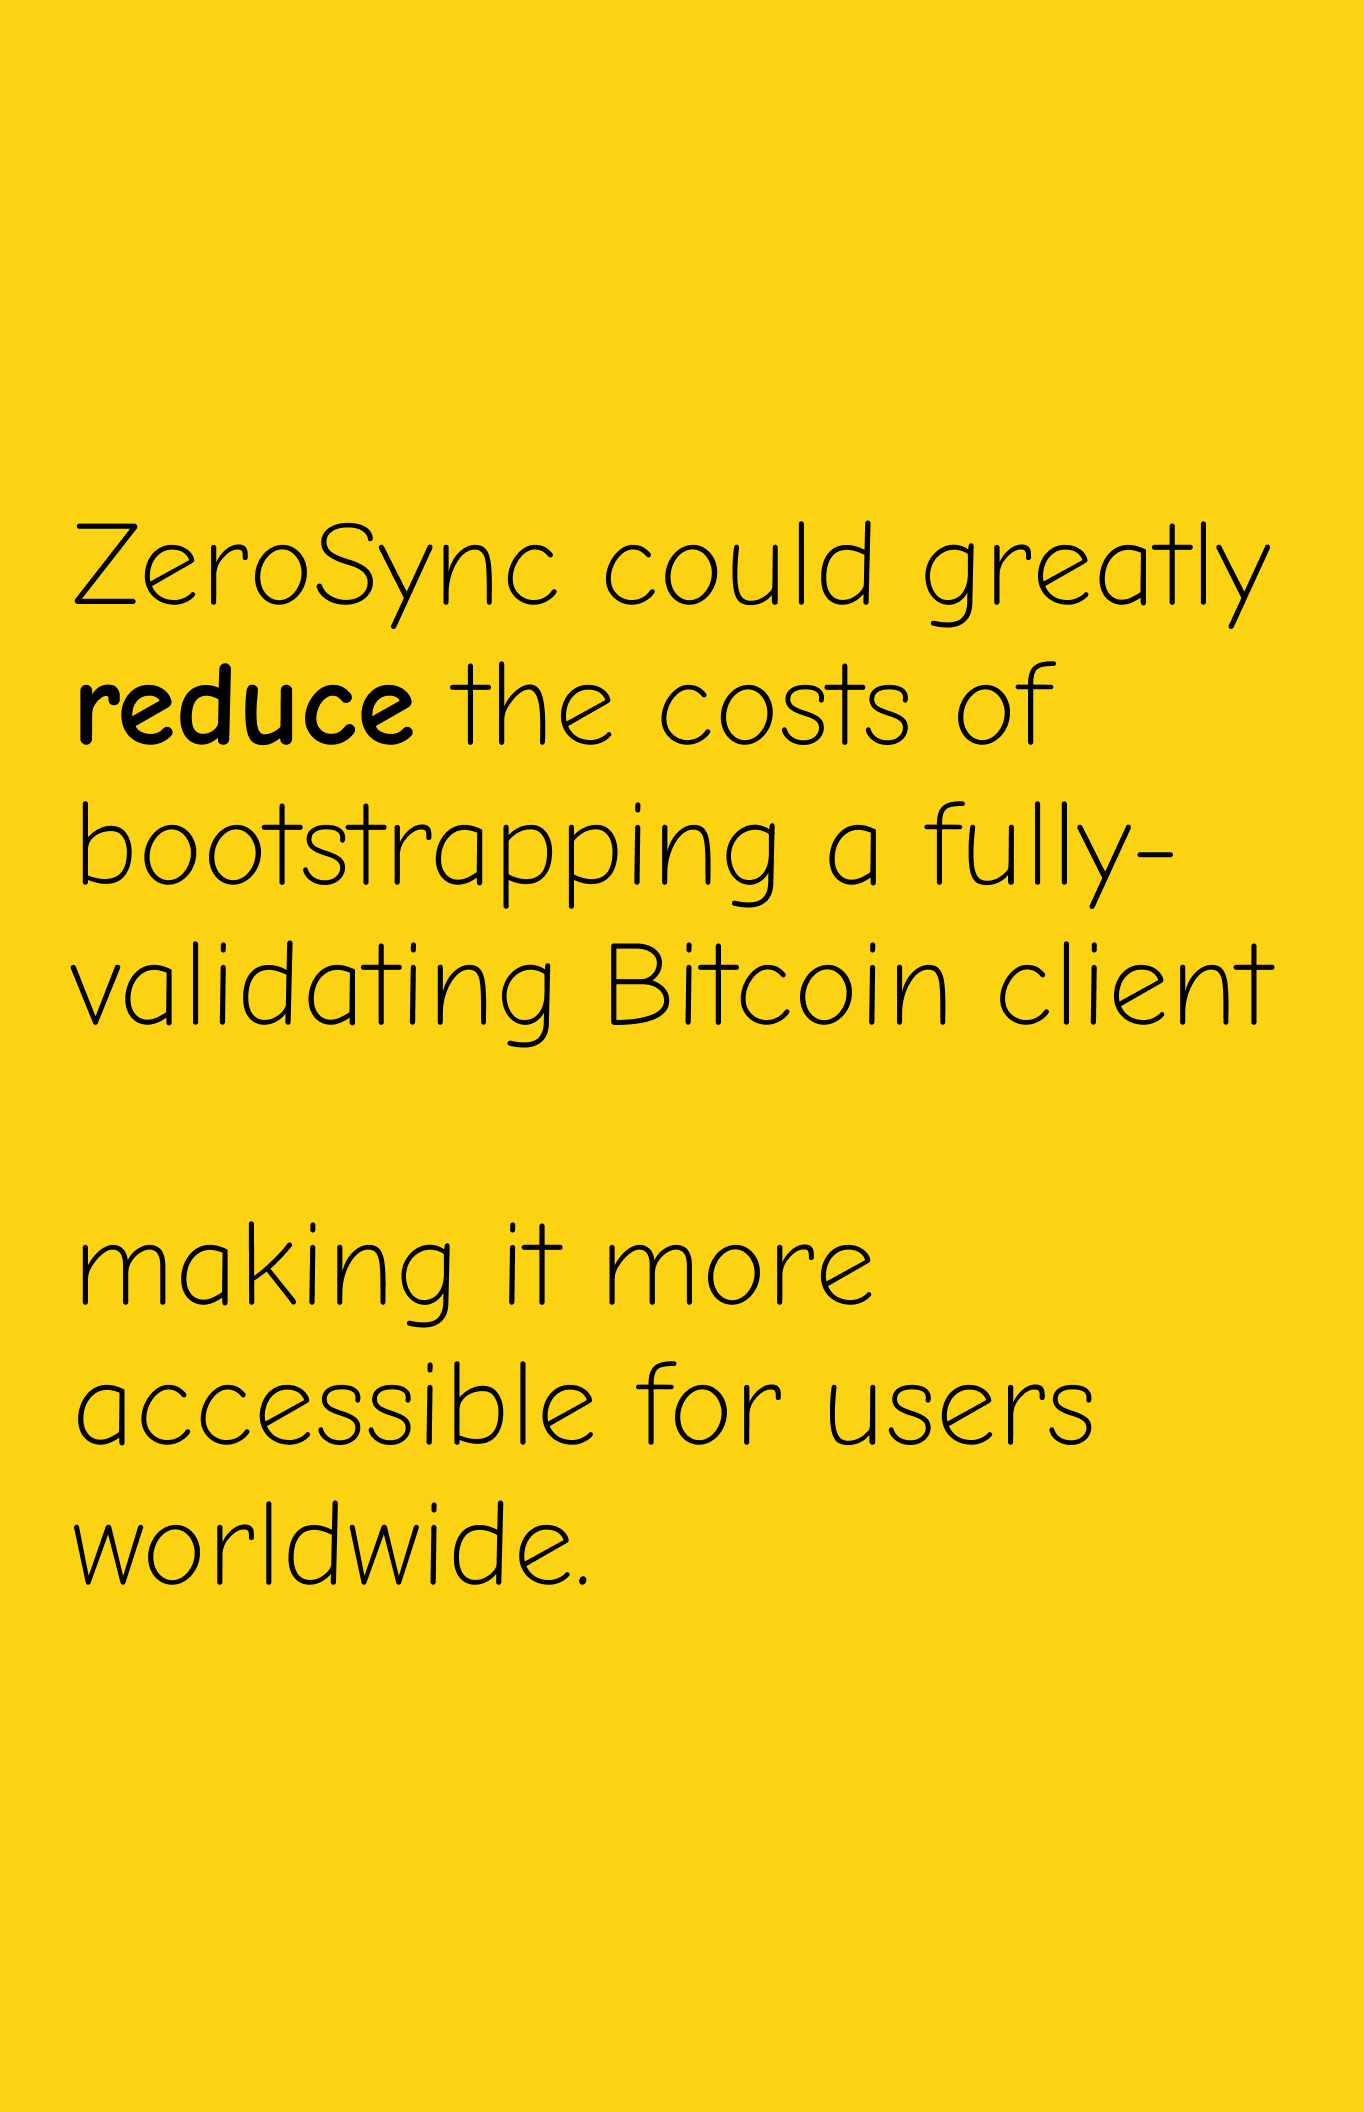 ZeroSync could greatly
reduce the costs of
bootstrapping a fully-
validating Bitcoin client
making it more
accessible for users
worldwide.